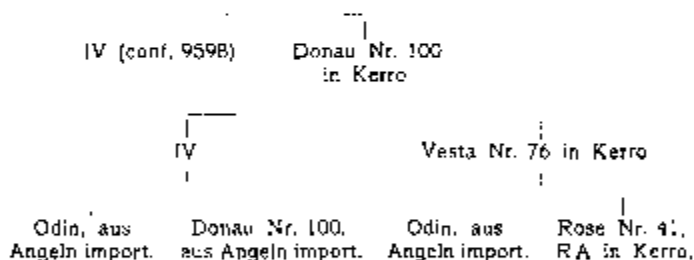 IV (conf. 9598) Donau Nr. 100
in Kerro
IV Vesta Nr. 76 in Kerro
Odin, aus Donau Nr. 100, Odin, aus Rose Nr. 41,
Angeln import. aus Angeln import. Angeln import. RA in Kerro,